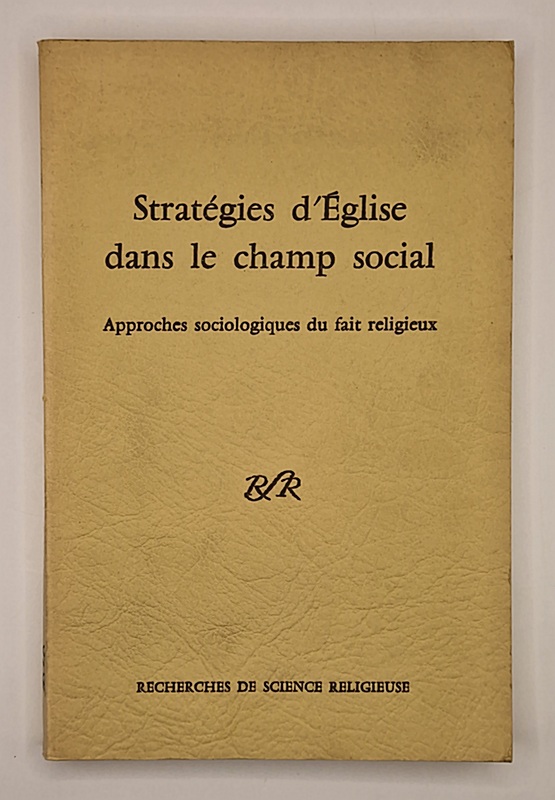 Stratégies d'Église
dans le champ social
Approches sociologiques du fait religieux
RSR
RECHERCHES DE SCIENCE RELIGIEUSE